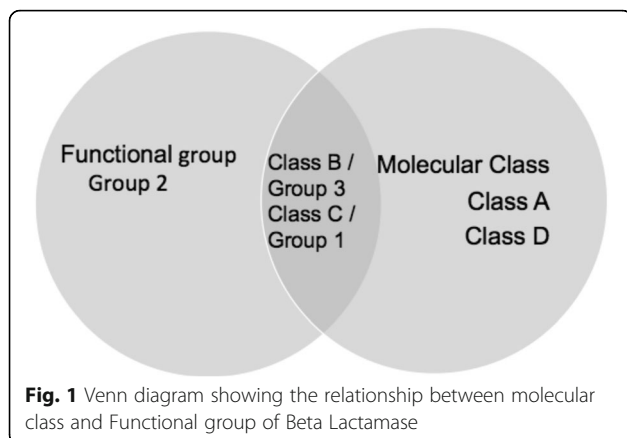 Functional group
Group 2
Class B /
Group 3
Class C /
Group 1
Molecular Class
Class A
Class D
Fig. 1 Venn diagram showing the relationship between molecular
class and Functional group of Beta Lactamase